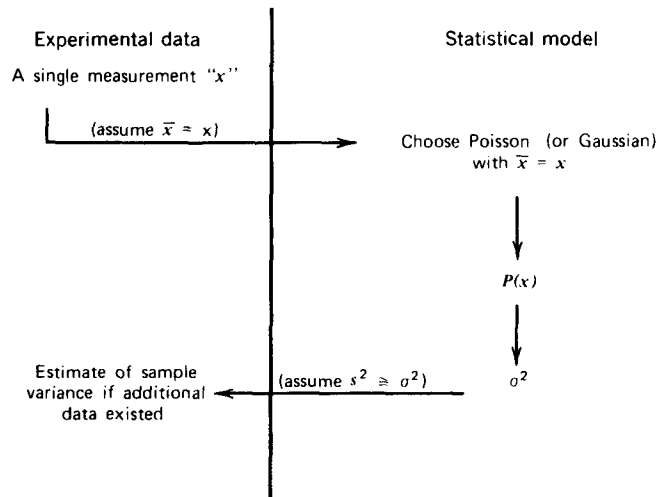 Experimental data
A single measurement “x”
(assume x̄ = x)
Statistical model
Choose Poisson (or Gaussian)
with x̄ = x
P(x)
σ²
(assume s² ≅ σ²)
Estimate of sample
variance if additional
data existed